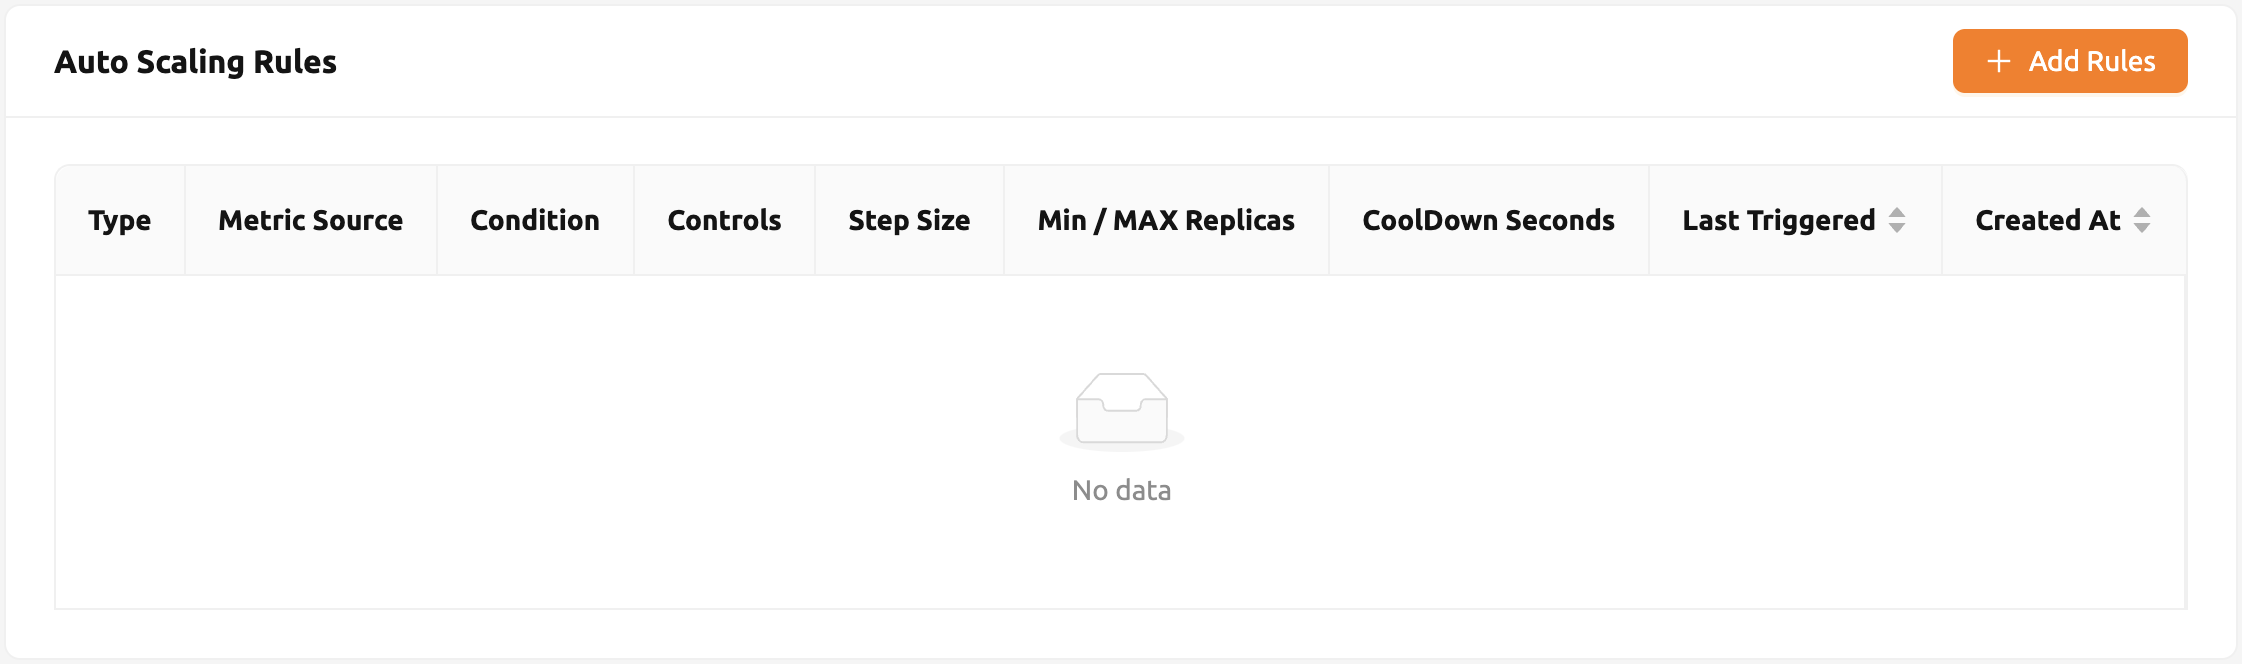 Auto Scaling Rules
Add Rules
Type Metric Source Condition Controls Step Size Min / MAX Replicas CoolDown Seconds Last Triggered Created At
No data